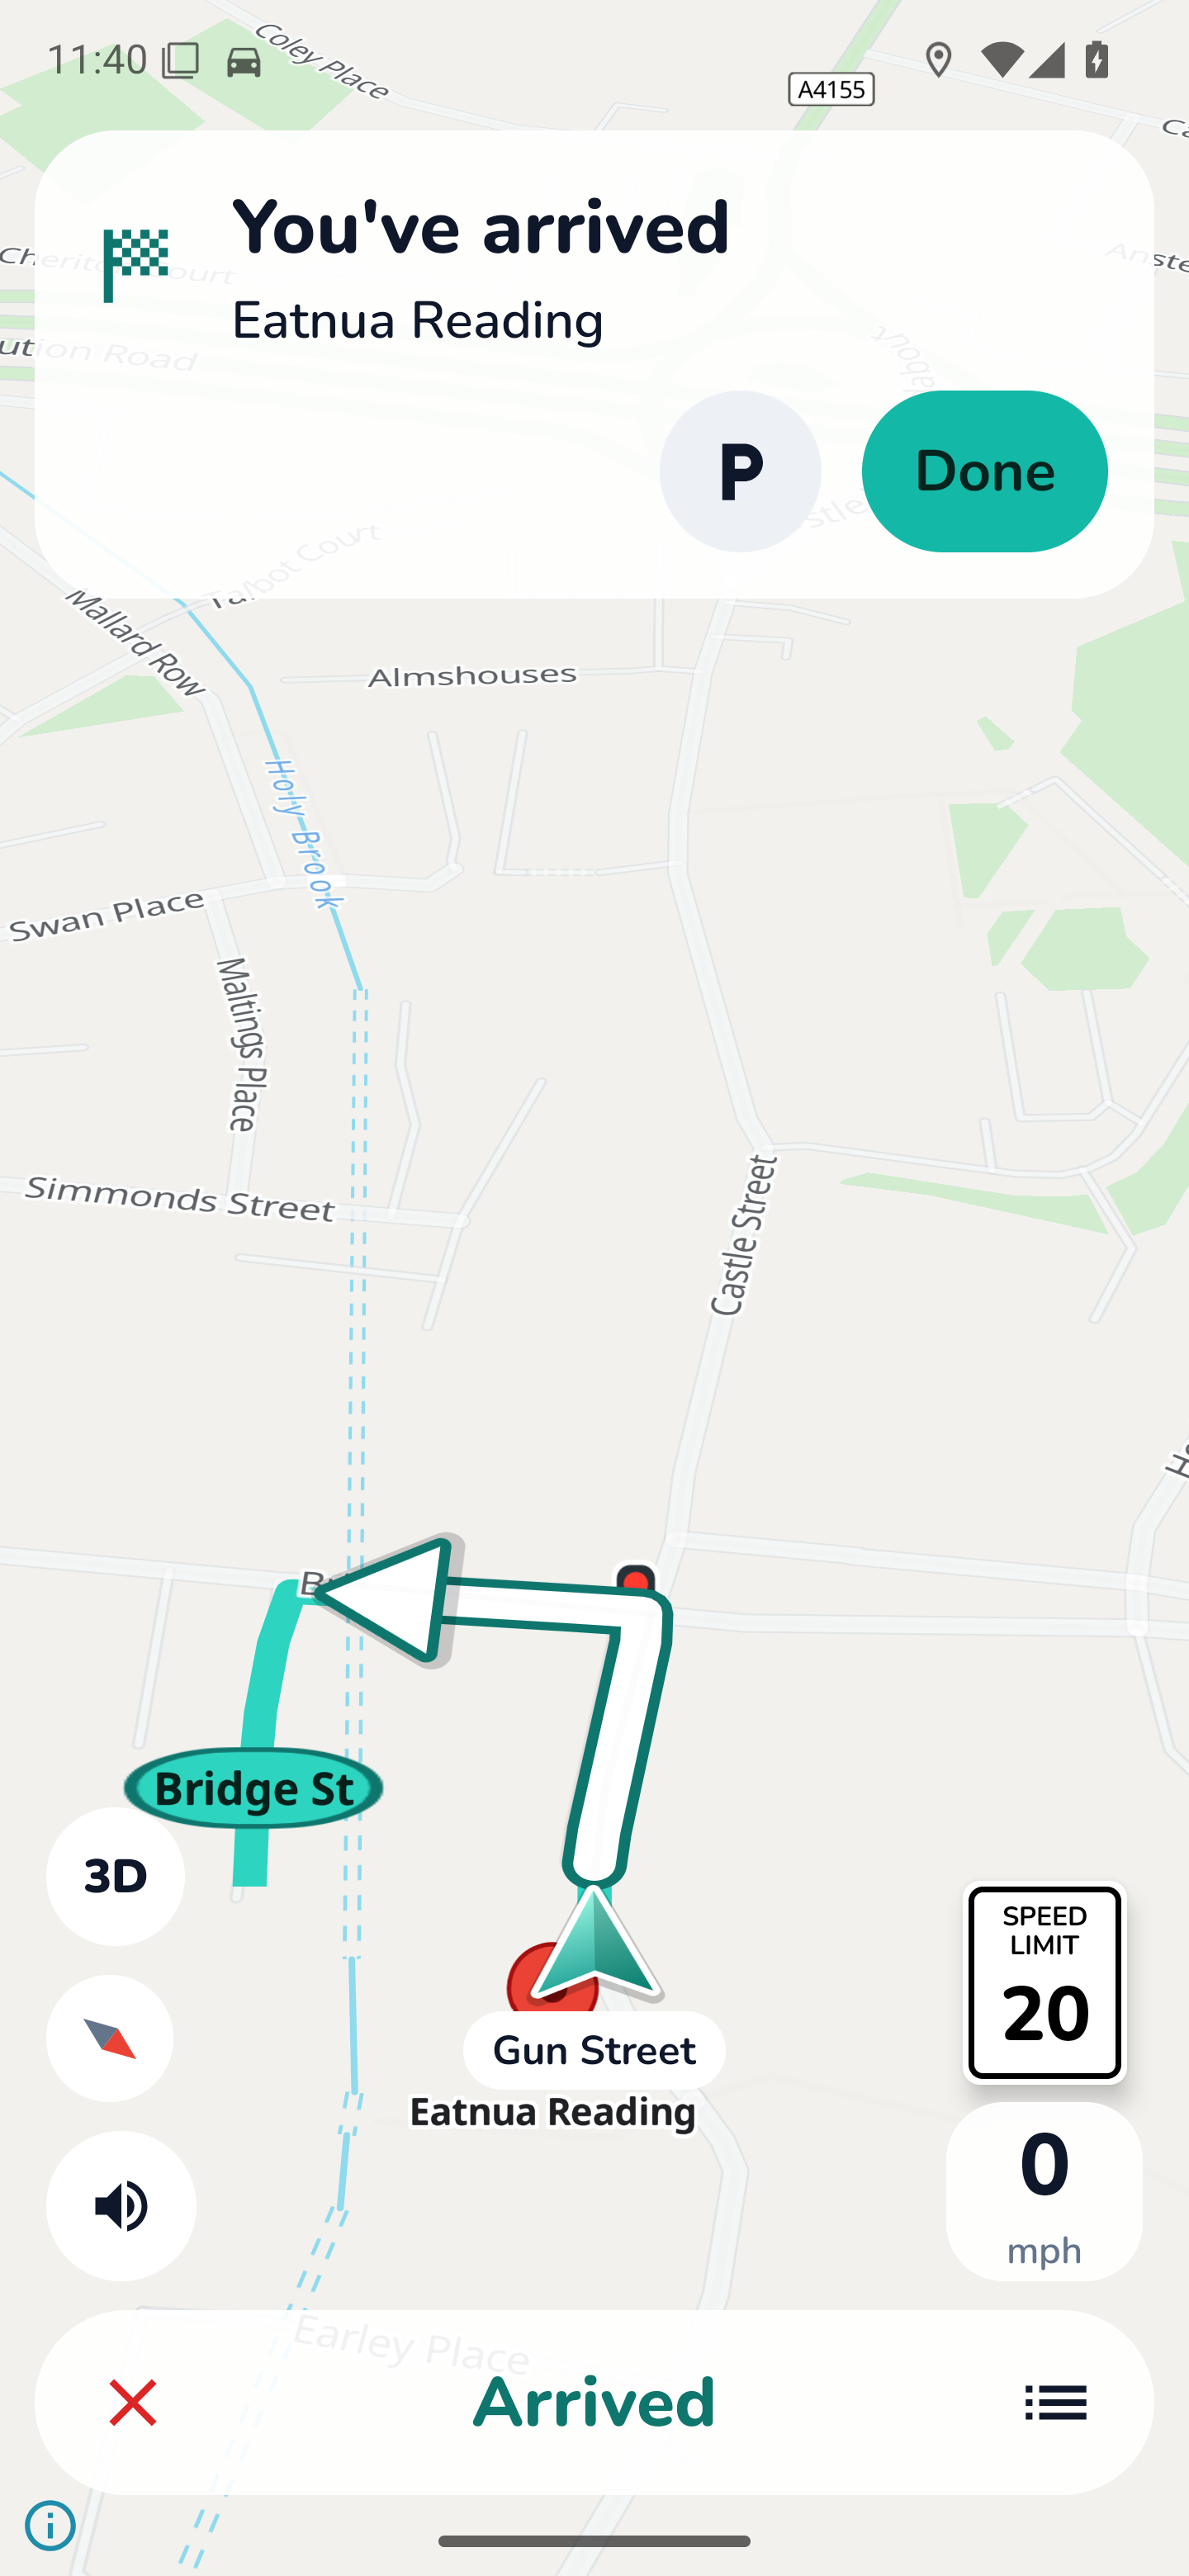 11:40
Coley Place
A4155
You've arrived
Eatnua Reading
P
Done
Talbot Court
Mallard Row
Almshouses
Holy Brook
Swan Place
Maltings Place
Simmonds Street
Castle Street
Bridge St
3D
SPEED
LIMIT
20
Gun Street
Eatnua Reading
0
mph
Earley Place
Arrived